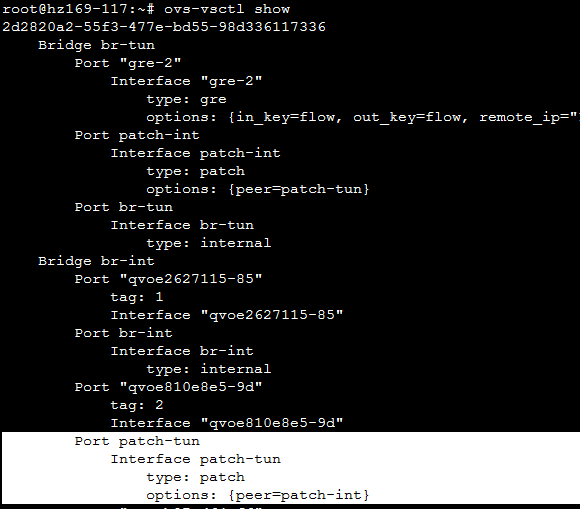 root@hz169-117:~# ovs-vsctl show
2d2820a2-55f3-477e-bd55-98d336117336
    Bridge br-tun
        Port "gre-2"
            Interface "gre-2"
                type: gre
                options: {in_key=flow, out_key=flow, remote_ip="
        Port patch-int
            Interface patch-int
                type: patch
                options: {peer=patch-tun}
        Port br-tun
            Interface br-tun
                type: internal
    Bridge br-int
        Port "qvoe2627115-85"
            tag: 1
            Interface "qvoe2627115-85"
        Port br-int
            Interface br-int
                type: internal
        Port "qvoe810e8e5-9d"
            tag: 2
            Interface "qvoe810e8e5-9d"
        Port patch-tun
            Interface patch-tun
                type: patch
                options: {peer=patch-int}